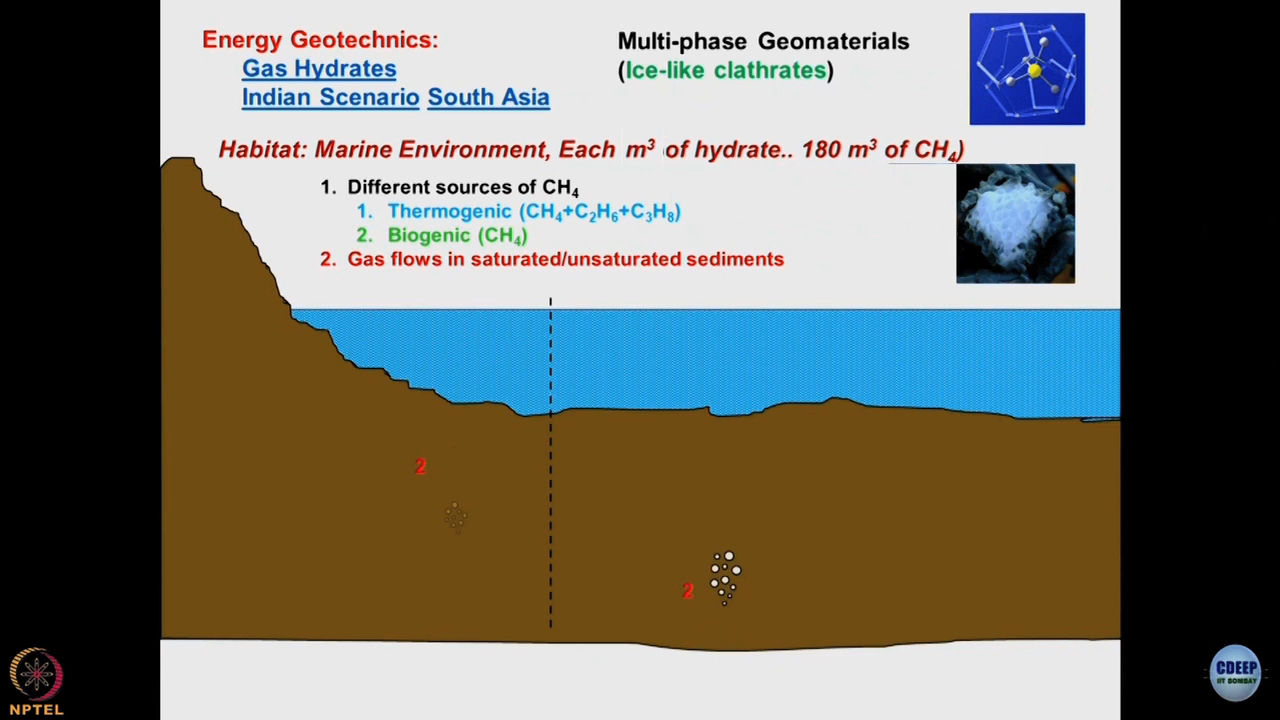 Energy Geotechnics:
Gas Hydrates
Indian Scenario South Asia
Multi-phase Geomaterials
(Ice-like clathrates)
Habitat: Marine Environment, Each m³ of hydrate.. 180 m³ of CH₄)
1. Different sources of CH₄
1. Thermogenic (CH₄+C₂H₆+C₃H₈)
2. Biogenic (CH₄)
2. Gas flows in saturated/unsaturated sediments
2
2
NPTEL
CDEEP
IIT BOMBAY